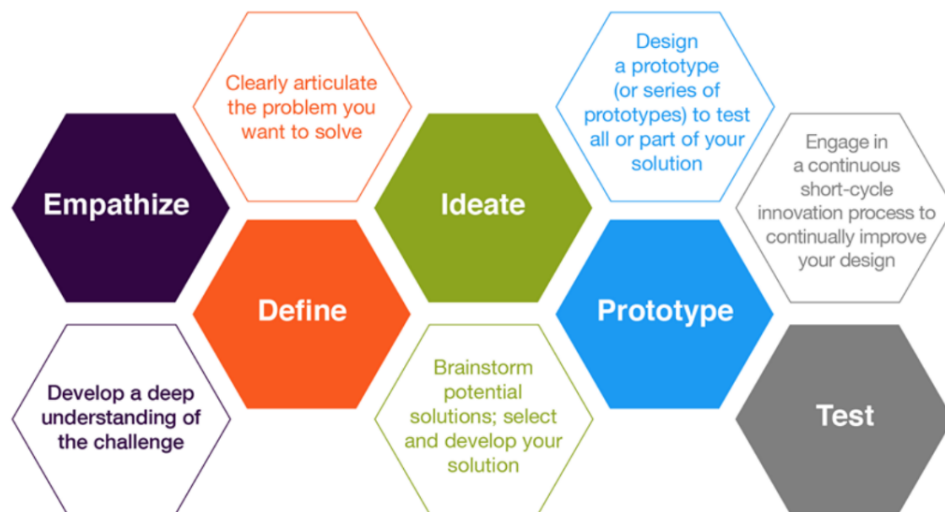 Empathize
Develop a deep
understanding of
the challenge
Clearly articulate
the problem you
want to solve
Define
Ideate
Brainstorm
potential
solutions; select
and develop your
solution
Design
a prototype
(or series of
prototypes) to test
all or part of your
solution
Prototype
Engage in
a continuous
short-cycle
innovation process to
continually improve
your design
Test